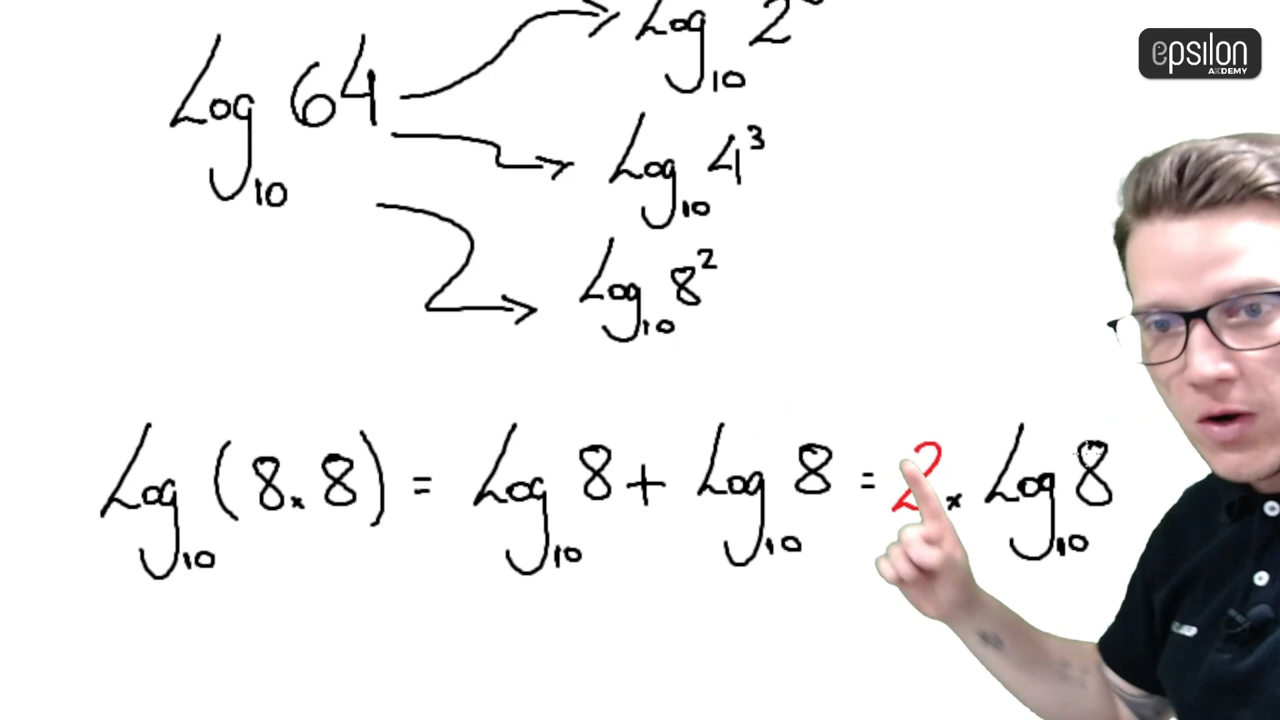 epsilon
AKDEMY
Log₁₀ 64
Log₁₀ 2
Log₁₀ 4³
Log₁₀ 8²
Log₁₀ (8 × 8) = Log₁₀ 8 + Log₁₀ 8 = 2 × Log₁₀ 8